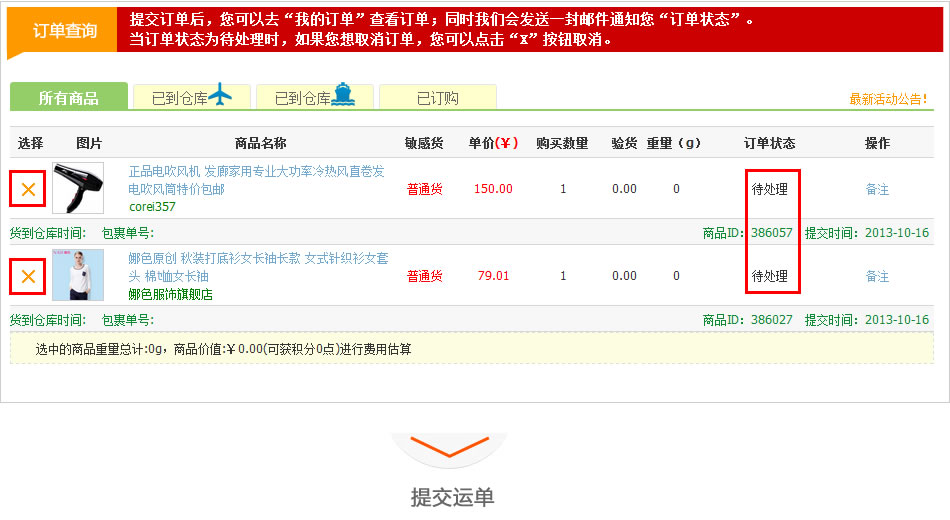 订单查询
提交订单后，您可以去“我的订单”查看订单；同时我们会发送一封邮件通知您“订单状态”。
当订单状态为待处理时，如果您想取消订单，您可以点击“x”按钮取消。
所有商品 已到仓库 已到仓库 已订购 最新活动公告！
选择 图片 商品名称 敏感货 单价(￥) 购买数量 验货 重量（g） 订单状态 操作
正品电吹风机 发廊家用专业大功率冷热风直卷发
电吹风筒特价包邮
corei357
普通货 150.00 1 0.00 0 待处理 备注
货到仓库时间: 包裹单号: 商品ID: 386057 提交时间: 2013-10-16
娜色原创 秋装打底衫女长袖长款 女式针织衫女套
头 棉t恤女长袖
娜色服饰旗舰店
普通货 79.01 1 0.00 0 待处理 备注
货到仓库时间: 包裹单号: 商品ID: 386027 提交时间: 2013-10-16
选中的商品重量总计:0g，商品价值:￥0.00(可获积分0点)进行费用估算
提交运单